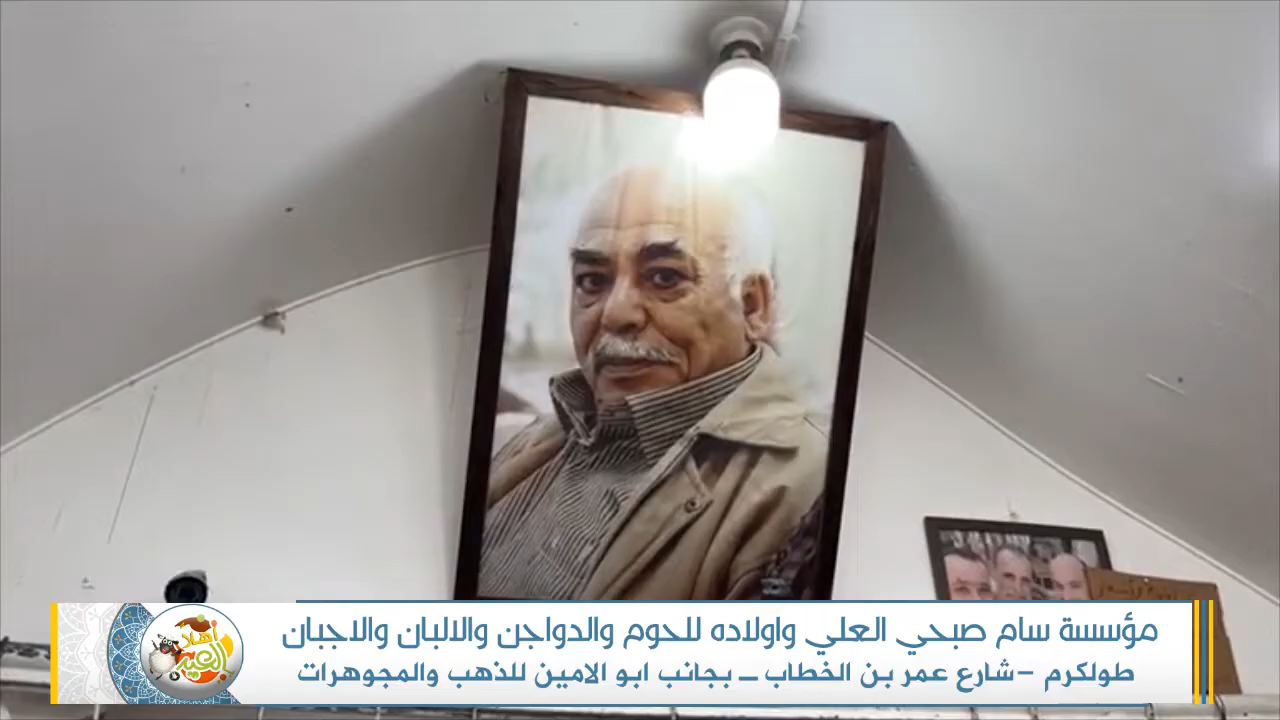 مؤسسة سام صبحي العلي واولاده للحوم والدواجن والالبان والاجبان
طولكرم -شارع عمر بن الخطاب - بجانب ابو الامين للذهب والمجوهرات
أهلا بالعيد